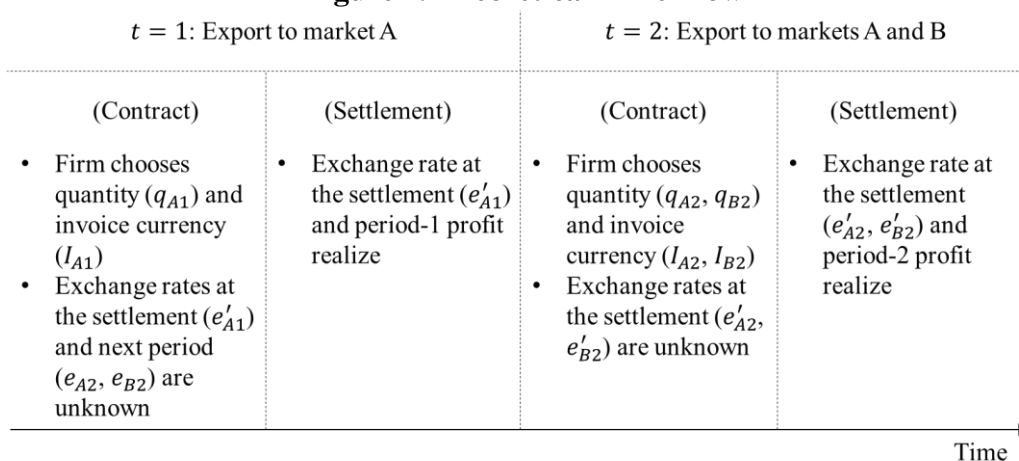 t = 1: Export to market A
t = 2: Export to markets A and B
(Contract)
• Firm chooses
quantity (q_{A1}) and
invoice currency
(I_{A1})
• Exchange rates at
the settlement (e′_{A1})
and next period
(e_{A2}, e_{B2}) are
unknown
(Settlement)
• Exchange rate at
the settlement (e′_{A1})
and period-1 profit
realize
(Contract)
• Firm chooses
quantity (q_{A2}, q_{B2})
and invoice
currency (I_{A2}, I_{B2})
• Exchange rates at
the settlement (e′_{A2},
e′_{B2}) are unknown
(Settlement)
• Exchange rate at
the settlement
(e′_{A2}, e′_{B2}) and
period-2 profit
realize
Time